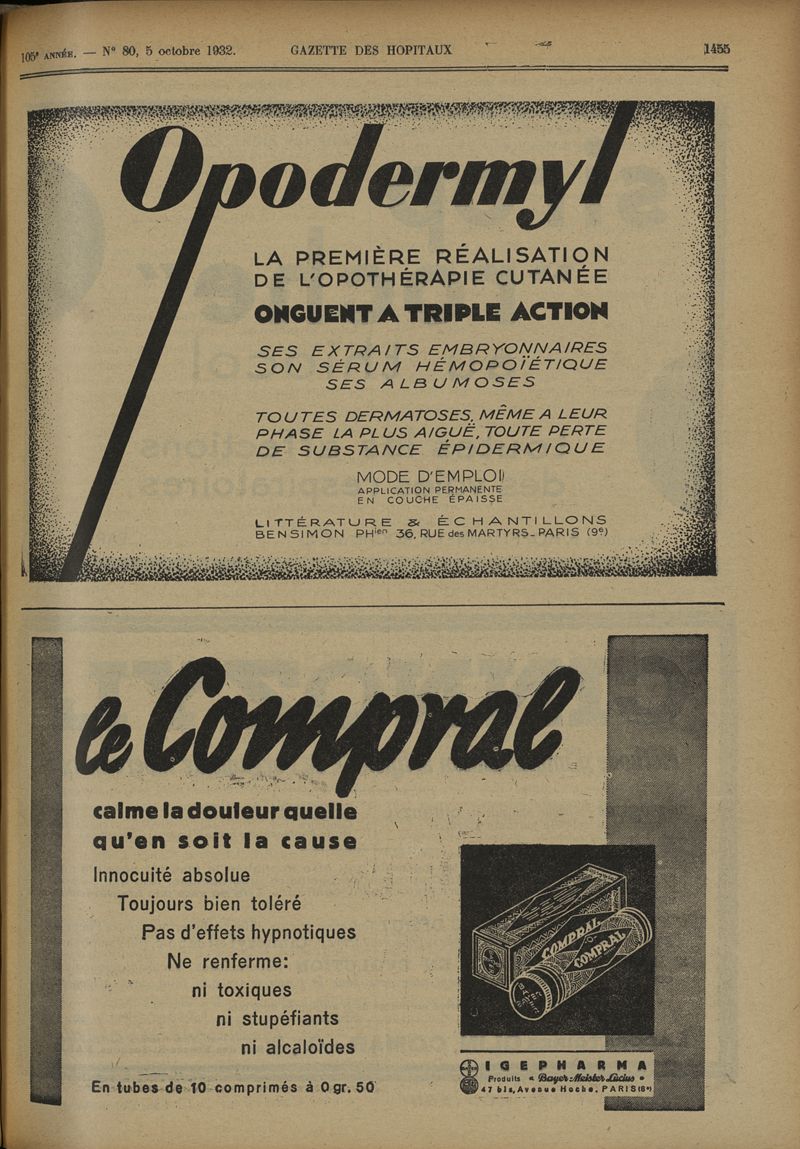 105e ANNÉE. — N° 80, 5 octobre 1932. GAZETTE DES HOPITAUX 1455
Opodermyl
LA PREMIÈRE RÉALISATION
DE L'OPOTHÉRAPIE CUTANÉE
ONGUENT A TRIPLE ACTION
SES EXTRAITS EMBRYONNAIRES
SON SÉRUM HÉMOPOÏÉTIQUE
SES ALBUMOSES
TOUTES DERMATOSES, MÊME A LEUR
PHASE LA PLUS AIGUË, TOUTE PERTE
DE SUBSTANCE ÉPIDERMIQUE
MODE D'EMPLOI
APPLICATION PERMANENTE
EN COUCHE ÉPAISSE
LITTÉRATURE & ÉCHANTILLONS
BENSIMON PHien 36, RUE des MARTYRS_PARIS (9e)
le Compral
calme la douleur quelle
qu'en soit la cause
Innocuité absolue
Toujours bien toléré
Pas d'effets hypnotiques
Ne renferme:
ni toxiques
ni stupéfiants
ni alcaloïdes
En tubes de 10 comprimés à 0 gr. 50
COMPRAL
COMPRAL
IGEPHARMA
Produits « Bayer-Meister-Lucius »
47 bis, Avenue Hoche, PARIS (8e)